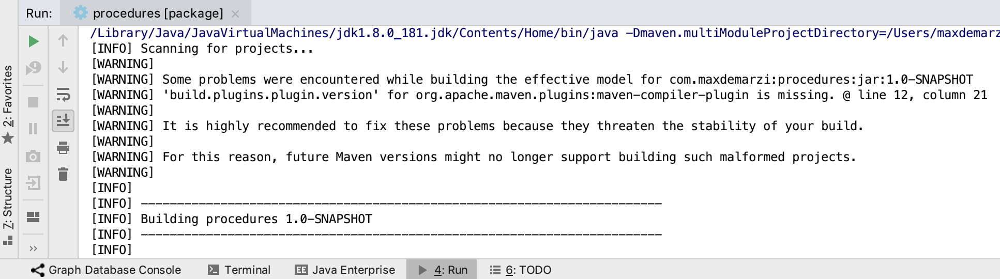 Run: procedures [package]
/Library/Java/JavaVirtualMachines/jdk1.8.0_181.jdk/Contents/Home/bin/java -Dmaven.multiModuleProjectDirectory=/Users/maxdemarz
[INFO] Scanning for projects...
[WARNING]
[WARNING] Some problems were encountered while building the effective model for com.maxdemarzi:procedures:jar:1.0-SNAPSHOT
[WARNING] 'build.plugins.plugin.version' for org.apache.maven.plugins:maven-compiler-plugin is missing. @ line 12, column 21
[WARNING]
[WARNING] It is highly recommended to fix these problems because they threaten the stability of your build.
[WARNING]
[WARNING] For this reason, future Maven versions might no longer support building such malformed projects.
[WARNING]
[INFO]
[INFO] ------------------------------------------------------------------------
[INFO] Building procedures 1.0-SNAPSHOT
[INFO] ------------------------------------------------------------------------
[INFO]
2: Favorites
7: Structure
Graph Database Console Terminal Java Enterprise 4: Run 6: TODO